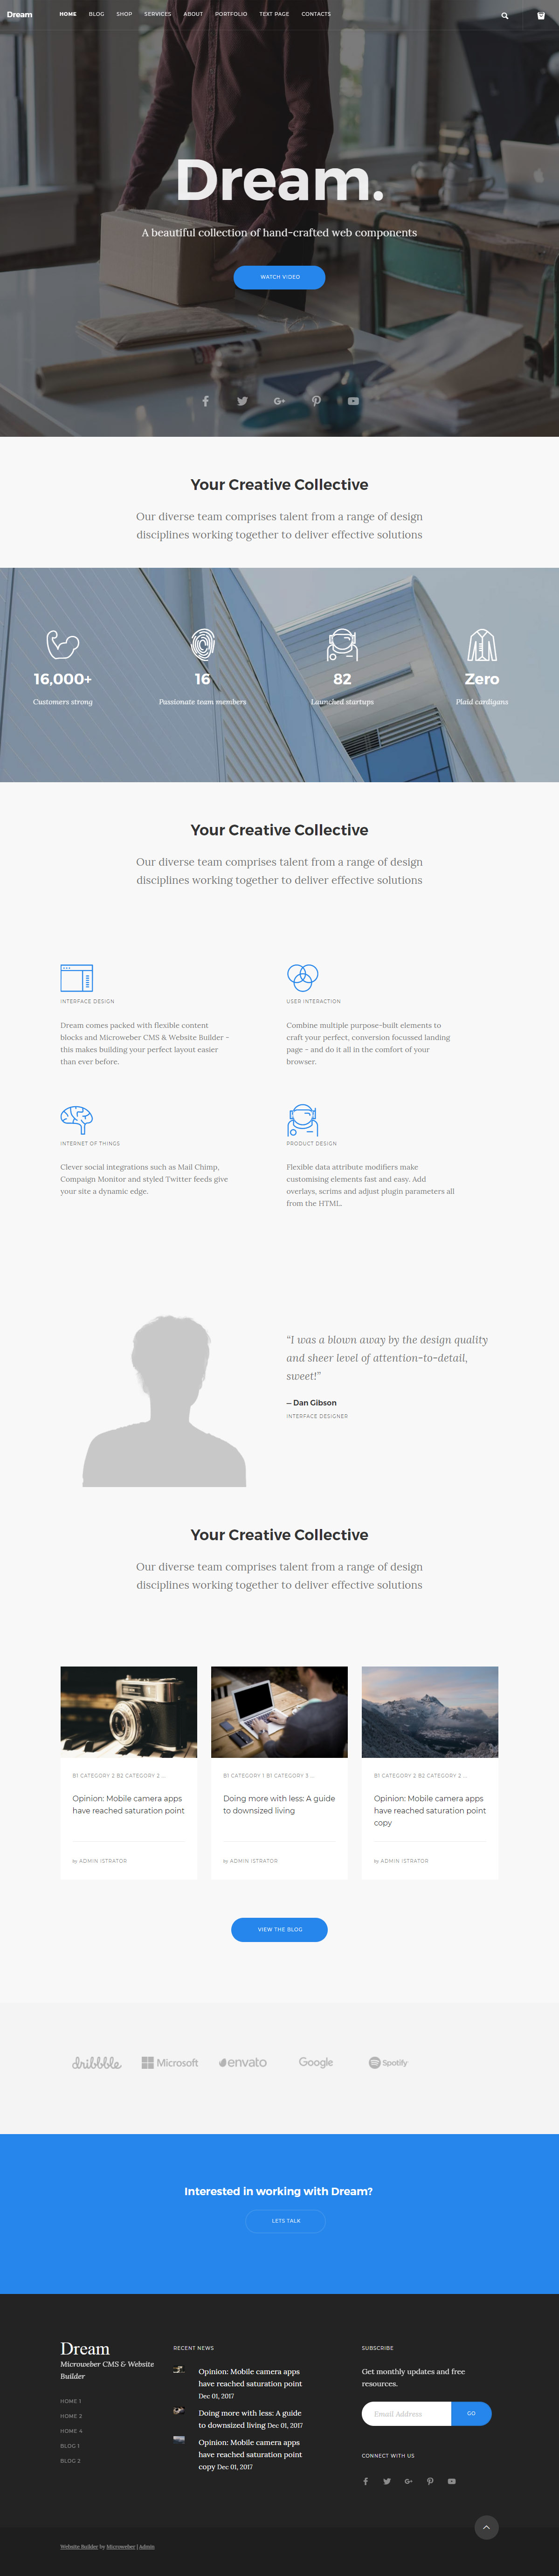 Dream
HOME BLOG SHOP SERVICES ABOUT PORTFOLIO TEXT PAGE CONTACTS
Dream.
A beautiful collection of hand-crafted web components
WATCH VIDEO
Your Creative Collective
Our diverse team comprises talent from a range of design
disciplines working together to deliver effective solutions
16,000+
Customers strong
16
Passionate team members
82
Launched startups
Zero
Plaid cardigans
Your Creative Collective
Our diverse team comprises talent from a range of design
disciplines working together to deliver effective solutions
INTERFACE DESIGN
Dream comes packed with flexible content
blocks and Microweber CMS & Website Builder -
this makes building your perfect layout easier
than ever before.
USER INTERACTION
Combine multiple purpose-built elements to
craft your perfect, conversion focussed landing
page - and do it all in the comfort of your
browser.
INTERNET OF THINGS
Clever social integrations such as Mail Chimp,
Compaign Monitor and styled Twitter feeds give
your site a dynamic edge.
PRODUCT DESIGN
Flexible data attribute modifiers make
customising elements fast and easy. Add
overlays, scrims and adjust plugin parameters all
from the HTML.
“I was a blown away by the design quality
and sheer level of attention-to-detail,
sweet!”
— Dan Gibson
INTERFACE DESIGNER
Your Creative Collective
Our diverse team comprises talent from a range of design
disciplines working together to deliver effective solutions
B1 CATEGORY 2 B2 CATEGORY 2 ...
Opinion: Mobile camera apps
have reached saturation point
by ADMIN ISTRATOR
B1 CATEGORY 1 B1 CATEGORY 3 ...
Doing more with less: A guide
to downsized living
by ADMIN ISTRATOR
B1 CATEGORY 2 B2 CATEGORY 2 ...
Opinion: Mobile camera apps
have reached saturation point
copy
by ADMIN ISTRATOR
VIEW THE BLOG
dribbble Microsoft envato Google Spotify
Interested in working with Dream?
LETS TALK
Dream
Microweber CMS & Website
Builder
HOME 1
HOME 2
HOME 4
BLOG 1
BLOG 2
RECENT NEWS
Opinion: Mobile camera apps
have reached saturation point
Dec 01, 2017
Doing more with less: A guide
to downsized living Dec 01, 2017
Opinion: Mobile camera apps
have reached saturation point
copy Dec 01, 2017
SUBSCRIBE
Get monthly updates and free
resources.
Email Address GO
CONNECT WITH US
Website Builder by Microweber | Admin